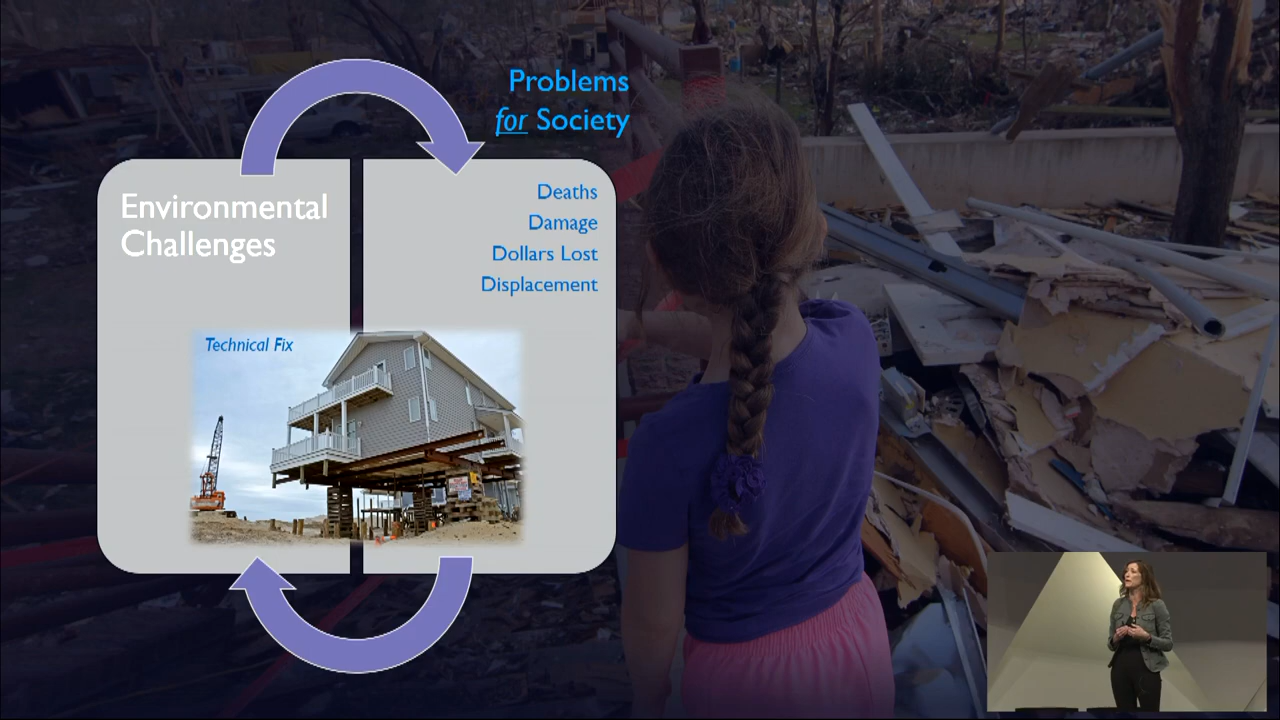 Problems
for Society
Environmental
Challenges
Deaths
Damage
Dollars Lost
Displacement
Technical Fix